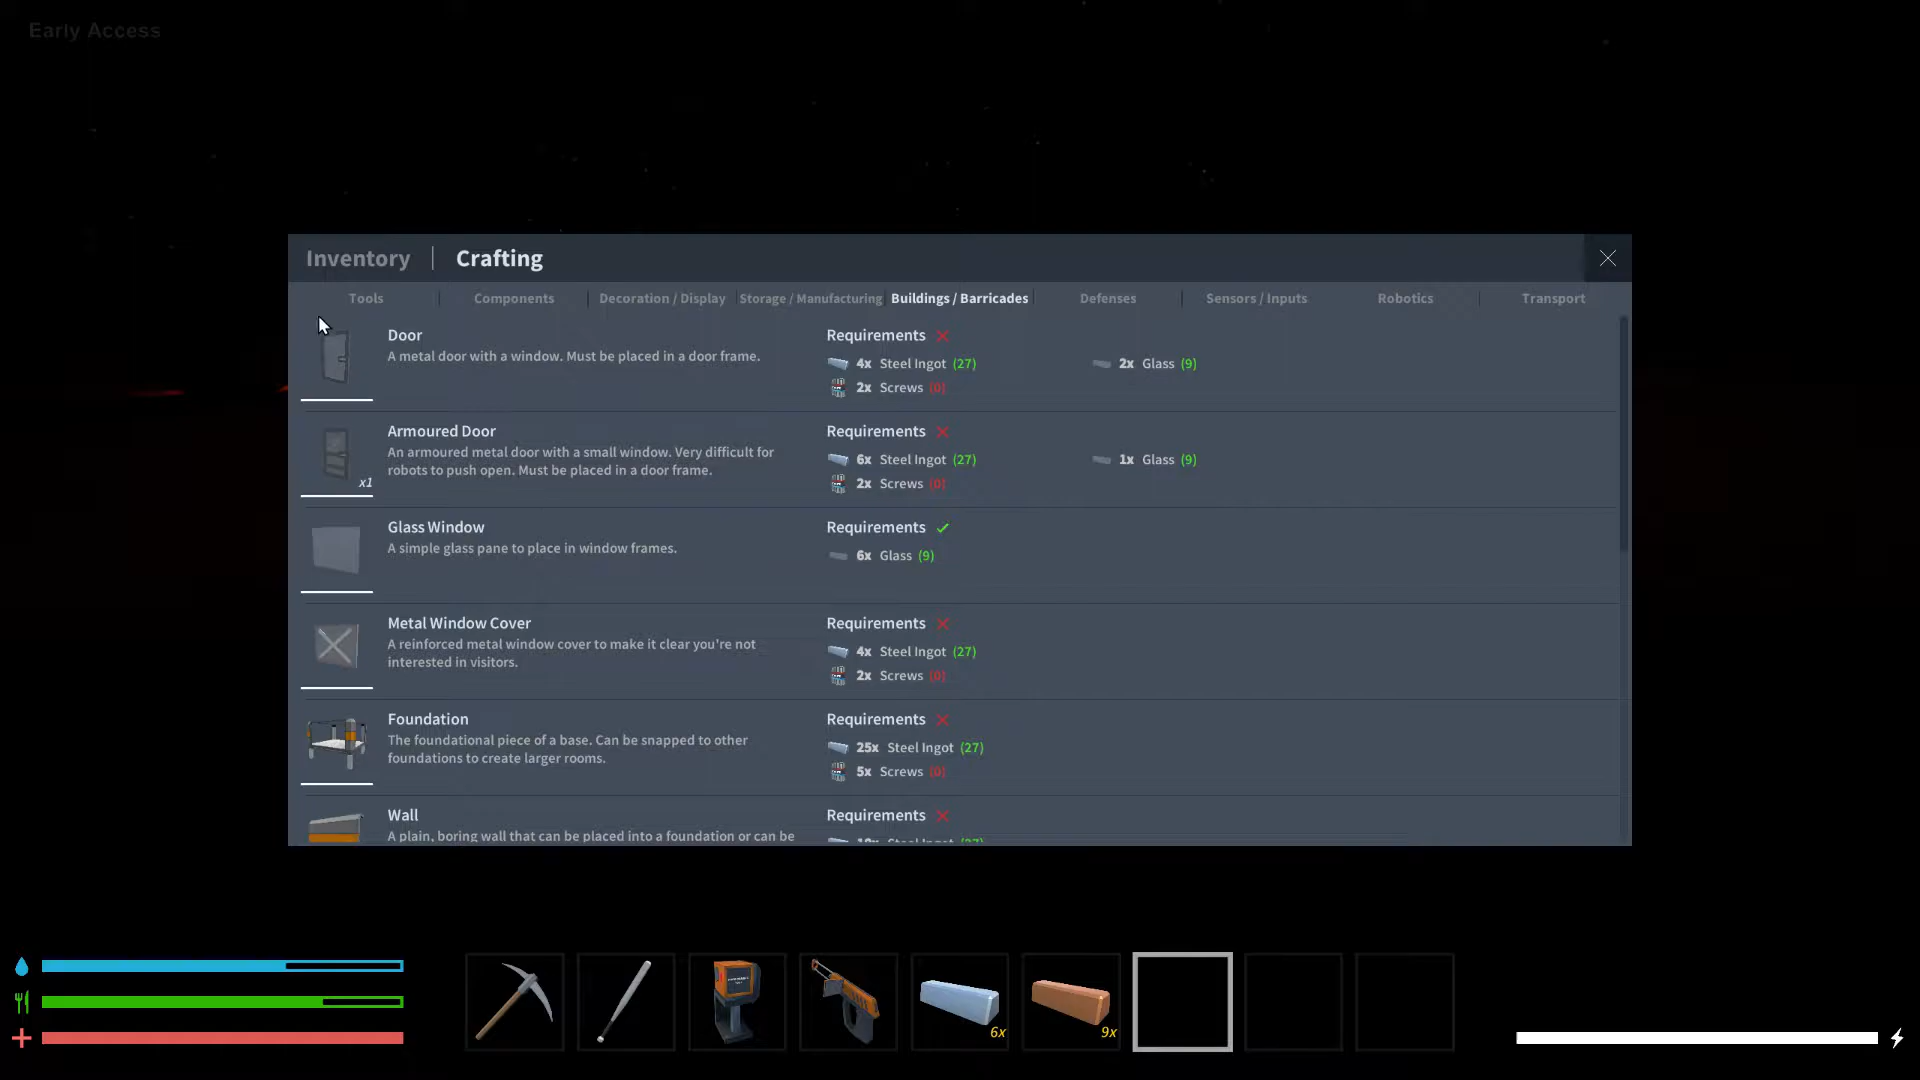 Early Access
Inventory | Crafting
Tools
Components
Decoration / Display
Storage / Manufacturing
Buildings / Barricades
Defenses
Sensors / Inputs
Robotics
Transport
Door
A metal door with a window. Must be placed in a door frame.
Requirements
4x Steel Ingot (27)
2x Glass (9)
2x Screws (0)
Armoured Door
An armoured metal door with a small window. Very difficult for
robots to push open. Must be placed in a door frame.
x1
Requirements
6x Steel Ingot (27)
1x Glass (9)
2x Screws (0)
Glass Window
A simple glass pane to place in window frames.
Requirements
6x Glass (9)
Metal Window Cover
A reinforced metal window cover to make it clear you're not
interested in visitors.
Requirements
4x Steel Ingot (27)
2x Screws (0)
Foundation
The foundational piece of a base. Can be snapped to other
foundations to create larger rooms.
Requirements
25x Steel Ingot (27)
5x Screws (0)
Wall
A plain, boring wall that can be placed into a foundation or can be
Requirements
Steel Ingot (27)
6x
9x